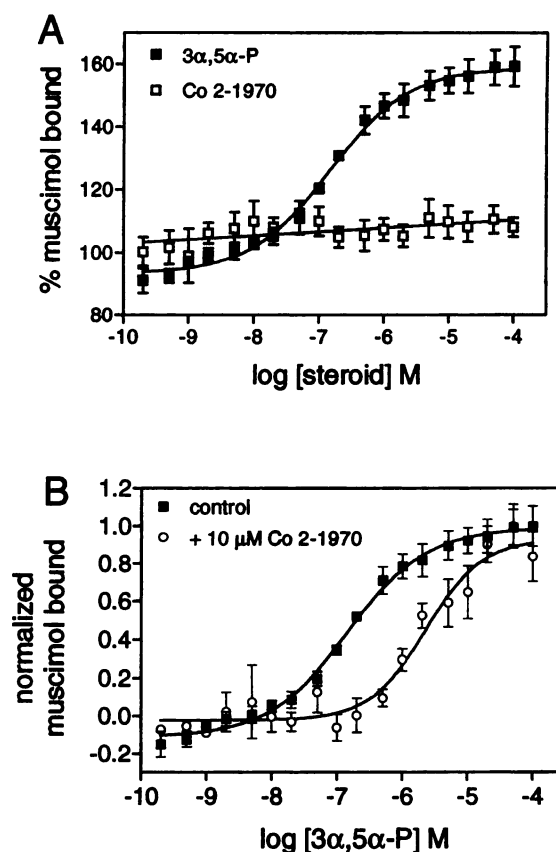 A
3α,5α-P
Co 2-1970
% muscimol bound
160
140
120
100
80
-10 -9 -8 -7 -6 -5 -4
log [steroid] M
B
control
+ 10 μM Co 2-1970
normalized
muscimol bound
1.2
1.0
0.8
0.6
0.4
0.2
0.0
-0.2
-10 -9 -8 -7 -6 -5 -4
log [3α,5α-P] M